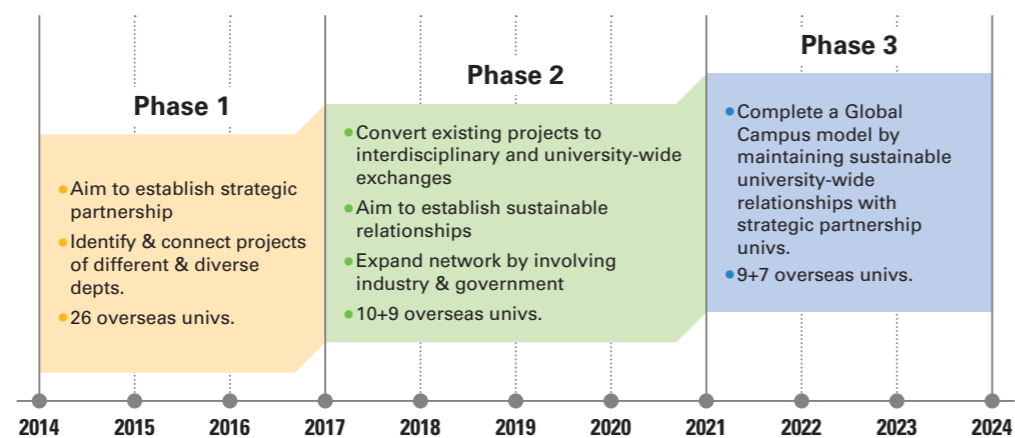 Phase 1
● Aim to establish strategic
partnership
● Identify & connect projects
of different & diverse
depts.
● 26 overseas univs.
Phase 2
● Convert existing projects to
interdisciplinary and university-wide
exchanges
● Aim to establish sustainable
relationships
● Expand network by involving
industry & government
● 10+9 overseas univs.
Phase 3
● Complete a Global
Campus model by
maintaining sustainable
university-wide
relationships with
strategic partnership
univs.
● 9+7 overseas univs.
2014 2015 2016 2017 2018 2019 2020 2021 2022 2023 2024